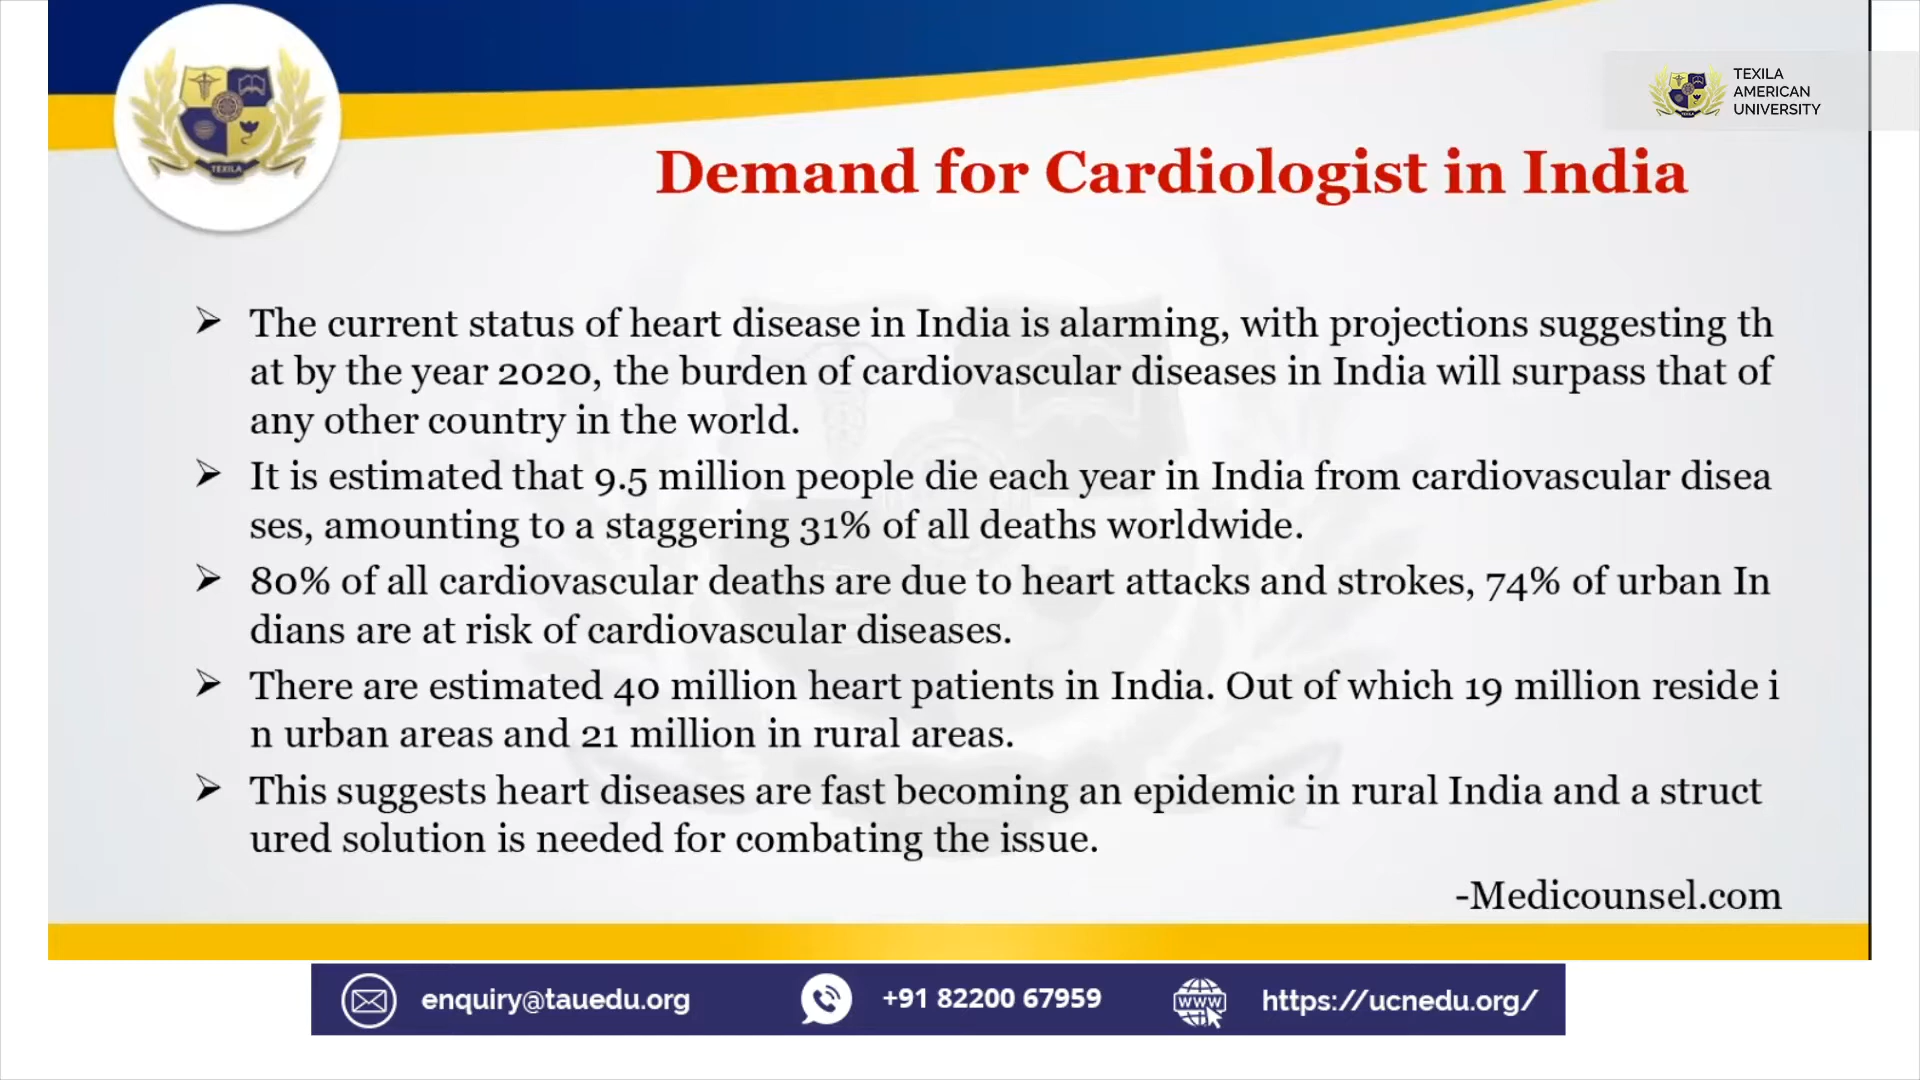 TEXILA
TEXILA
AMERICAN
UNIVERSITY
Demand for Cardiologist in India
➢ The current status of heart disease in India is alarming, with projections suggesting th
at by the year 2020, the burden of cardiovascular diseases in India will surpass that of
any other country in the world.
➢ It is estimated that 9.5 million people die each year in India from cardiovascular disea
ses, amounting to a staggering 31% of all deaths worldwide.
➢ 80% of all cardiovascular deaths are due to heart attacks and strokes, 74% of urban In
dians are at risk of cardiovascular diseases.
➢ There are estimated 40 million heart patients in India. Out of which 19 million reside i
n urban areas and 21 million in rural areas.
➢ This suggests heart diseases are fast becoming an epidemic in rural India and a struct
ured solution is needed for combating the issue.
-Medicounsel.com
enquiry@tauedu.org
+91 82200 67959
www
https://ucnedu.org/